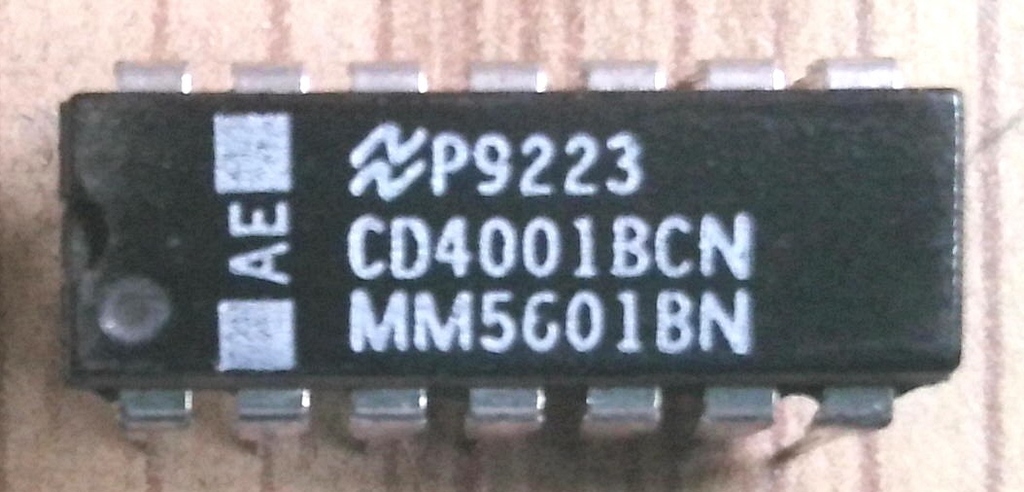 AE
P9223
CD4001BCN
MM5601BN